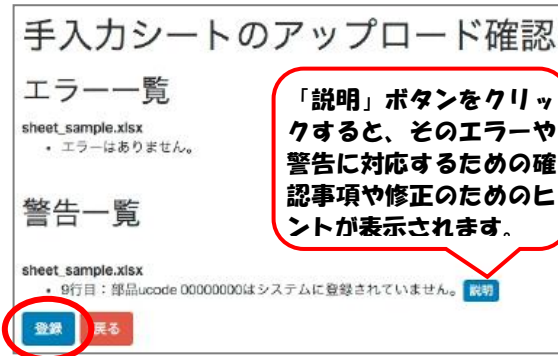 手入力シートのアップロード確認
エラー一覧
sheet_sample.xlsx
・ エラーはありません。
「説明」ボタンをクリッ
クすると、そのエラーや
警告に対応するための確
認事項や修正のためのヒ
ントが表示されます。
警告一覧
sheet_sample.xlsx
・ 9行目：部品ucode 00000000はシステムに登録されていません。 説明
登録 戻る